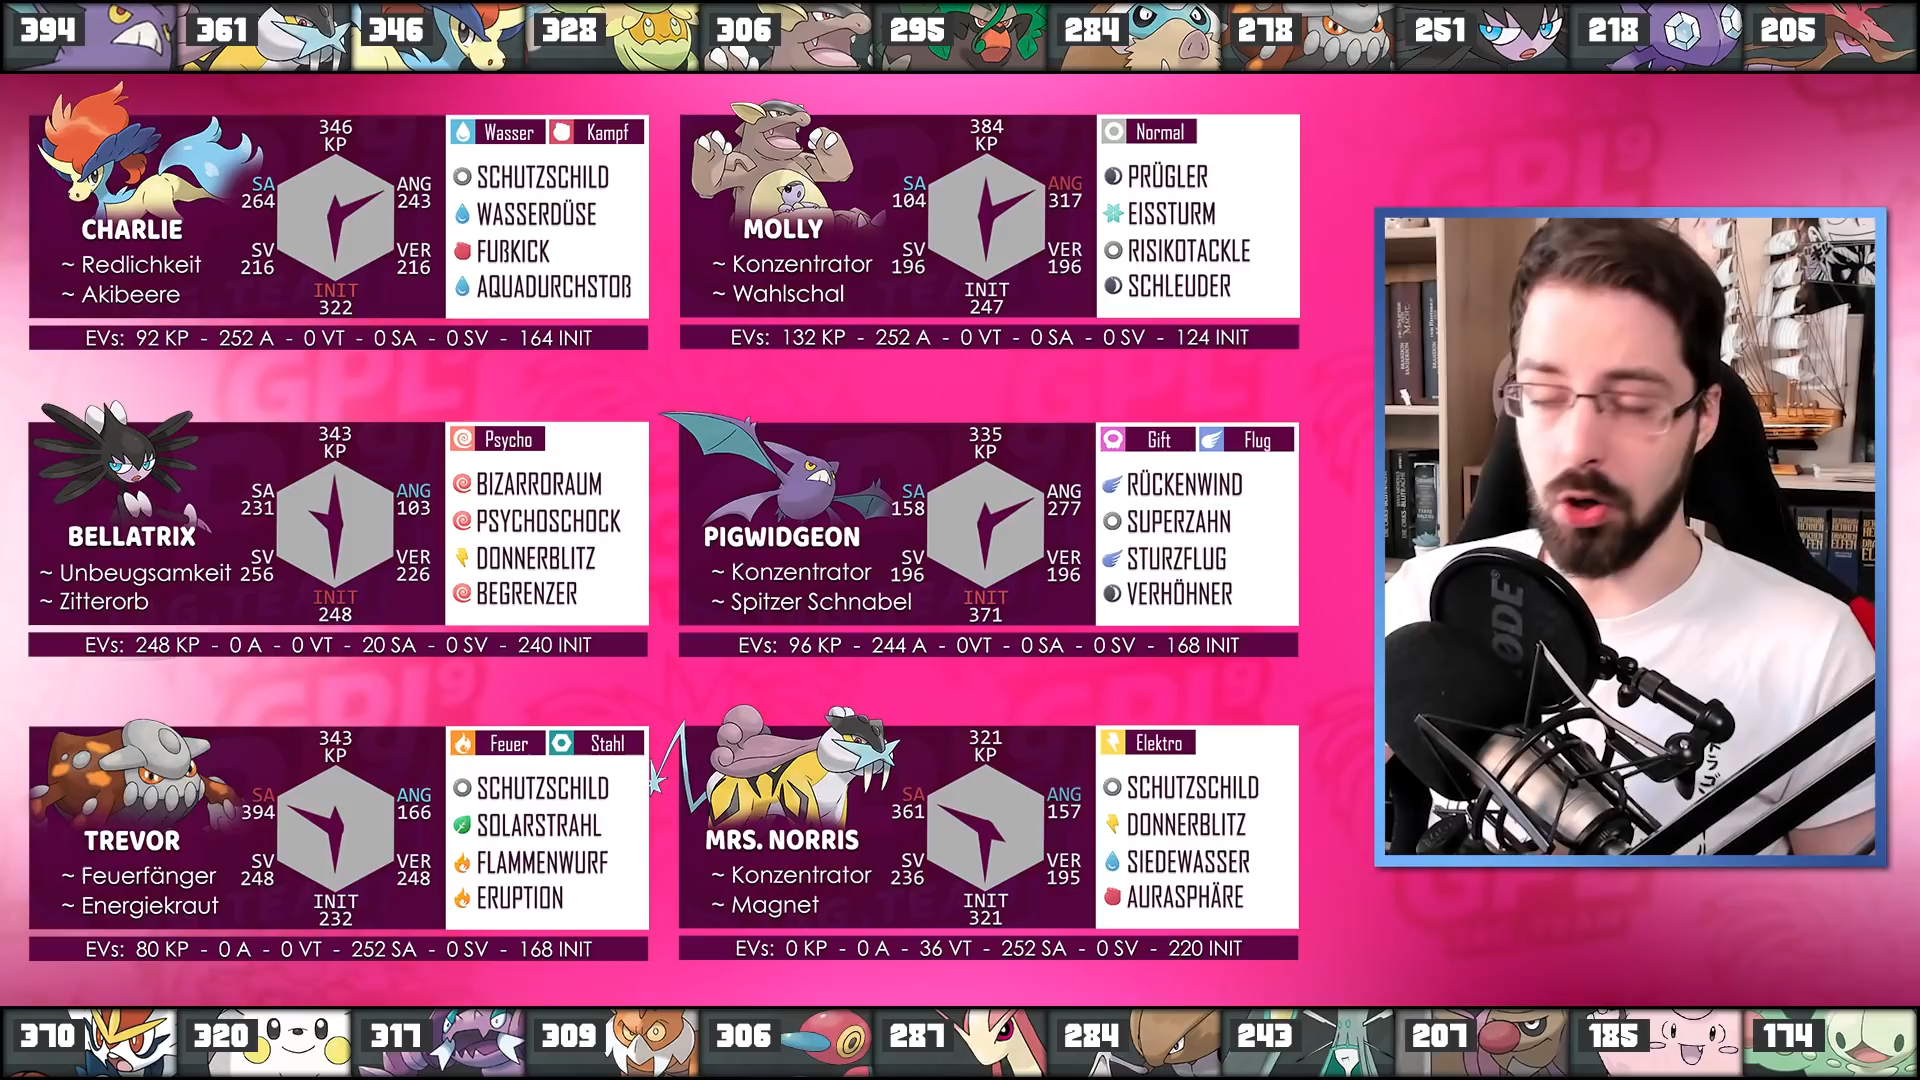 394 361 346 328 306 295 284 278 251 218 205
346
KP
SA
264
ANG
243
SV
216
VER
216
INIT
322
CHARLIE
~ Redlichkeit
~ Akibeere
Wasser Kampf
SCHUTZSCHILD
WASSERDÜSE
FUẞKICK
AQUADURCHSTOẞ
EVs: 92 KP - 252 A - 0 VT - 0 SA - 0 SV - 164 INIT
384
KP
SA
104
ANG
317
SV
196
VER
196
INIT
247
MOLLY
~ Konzentrator
~ Wahlschal
Normal
PRÜGLER
EISSTURM
RISIKOTACKLE
SCHLEUDER
EVs: 132 KP - 252 A - 0 VT - 0 SA - 0 SV - 124 INIT
343
KP
SA
231
ANG
103
SV
256
VER
226
INIT
248
BELLATRIX
~ Unbeugsamkeit
~ Zitterorb
Psycho
BIZARRORAUM
PSYCHOSCHOCK
DONNERBLITZ
BEGRENZER
EVs: 248 KP - 0 A - 0 VT - 20 SA - 0 SV - 240 INIT
335
KP
SA
158
ANG
277
SV
196
VER
196
INIT
371
PIGWIDGEON
~ Konzentrator
~ Spitzer Schnabel
Gift Flug
RÜCKENWIND
SUPERZAHN
STURZFLUG
VERHÖHNER
EVs: 96 KP - 244 A - 0VT - 0 SA - 0 SV - 168 INIT
343
KP
SA
394
ANG
166
SV
248
VER
248
INIT
232
TREVOR
~ Feuerfänger
~ Energiekraut
Feuer Stahl
SCHUTZSCHILD
SOLARSTRAHL
FLAMMENWURF
ERUPTION
EVs: 80 KP - 0 A - 0 VT - 252 SA - 0 SV - 168 INIT
321
KP
SA
361
ANG
157
SV
236
VER
195
INIT
321
MRS. NORRIS
~ Konzentrator
~ Magnet
Elektro
SCHUTZSCHILD
DONNERBLITZ
SIEDEWASSER
AURASPHÄRE
EVs: 0 KP - 0 A - 36 VT - 252 SA - 0 SV - 220 INIT
RØDE
370 320 317 309 306 287 284 243 207 185 174